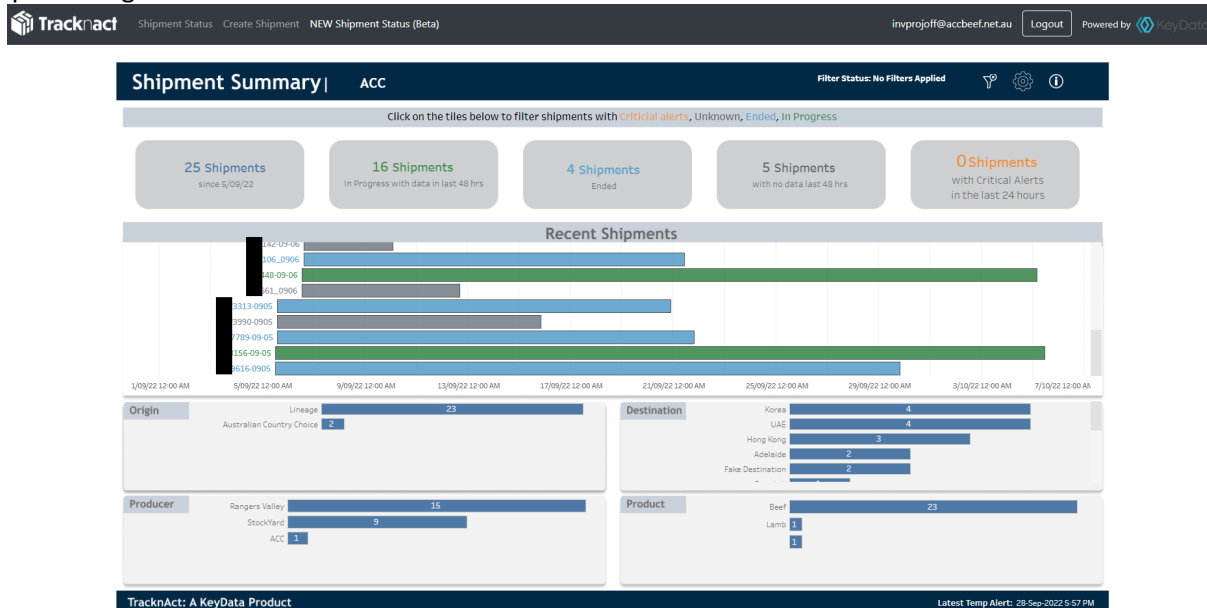 Tracknact Shipment Status Create Shipment NEW Shipment Status (Beta) invprojoff@accbeef.net.au Logout Powered by KeyData
Shipment Summary| ACC Filter Status: No Filters Applied
Click on the tiles below to filter shipments with Criticial alerts, Unknown, Ended, In Progress
25 Shipments
since 5/09/22
16 Shipments
In Progress with data in last 48 hrs
4 Shipments
Ended
5 Shipments
with no data last 48 hrs
0 Shipments
with Critical Alerts
in the last 24 hours
Recent Shipments
142-09-06
106_0906
448-09-06
561_0906
3313-0905
3990-0905
7789-09-05
156-09-05
9616-0905
1/09/22 12:00 AM 5/09/22 12:00 AM 9/09/22 12:00 AM 13/09/22 12:00 AM 17/09/22 12:00 AM 21/09/22 12:00 AM 25/09/22 12:00 AM 29/09/22 12:00 AM 3/10/22 12:00 AM 7/10/22 12:00 AM
Origin
Lineage 23
Australian Country Choice 2
Destination
Korea 4
UAE 4
Hong Kong 3
Adelaide 2
Fake Destination 2
Producer
Rangers Valley 15
StockYard 9
ACC 1
Product
Beef 23
Lamb 1
1
TracknAct: A KeyData Product Latest Temp Alert: 28-Sep-2022 5:57 PM